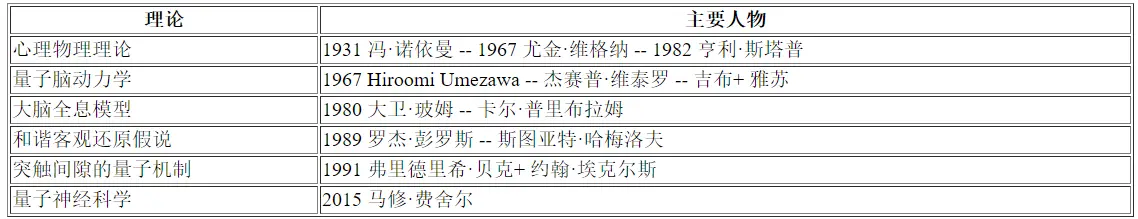 理论 主要人物
心理物理理论 1931 冯·诺依曼 -- 1967 尤金·维格纳 -- 1982 亨利·斯塔普
量子脑动力学 1967 Hiroomi Umezawa -- 杰赛普·维泰罗 -- 吉布+ 雅苏
大脑全息模型 1980 大卫·玻姆 -- 卡尔·普里布拉姆
和谐客观还原假说 1989 罗杰·彭罗斯 -- 斯图亚特·哈梅洛夫
突触间隙的量子机制 1991 弗里德里希·贝克+ 约翰·埃克尔斯
量子神经科学 2015 马修·费舍尔